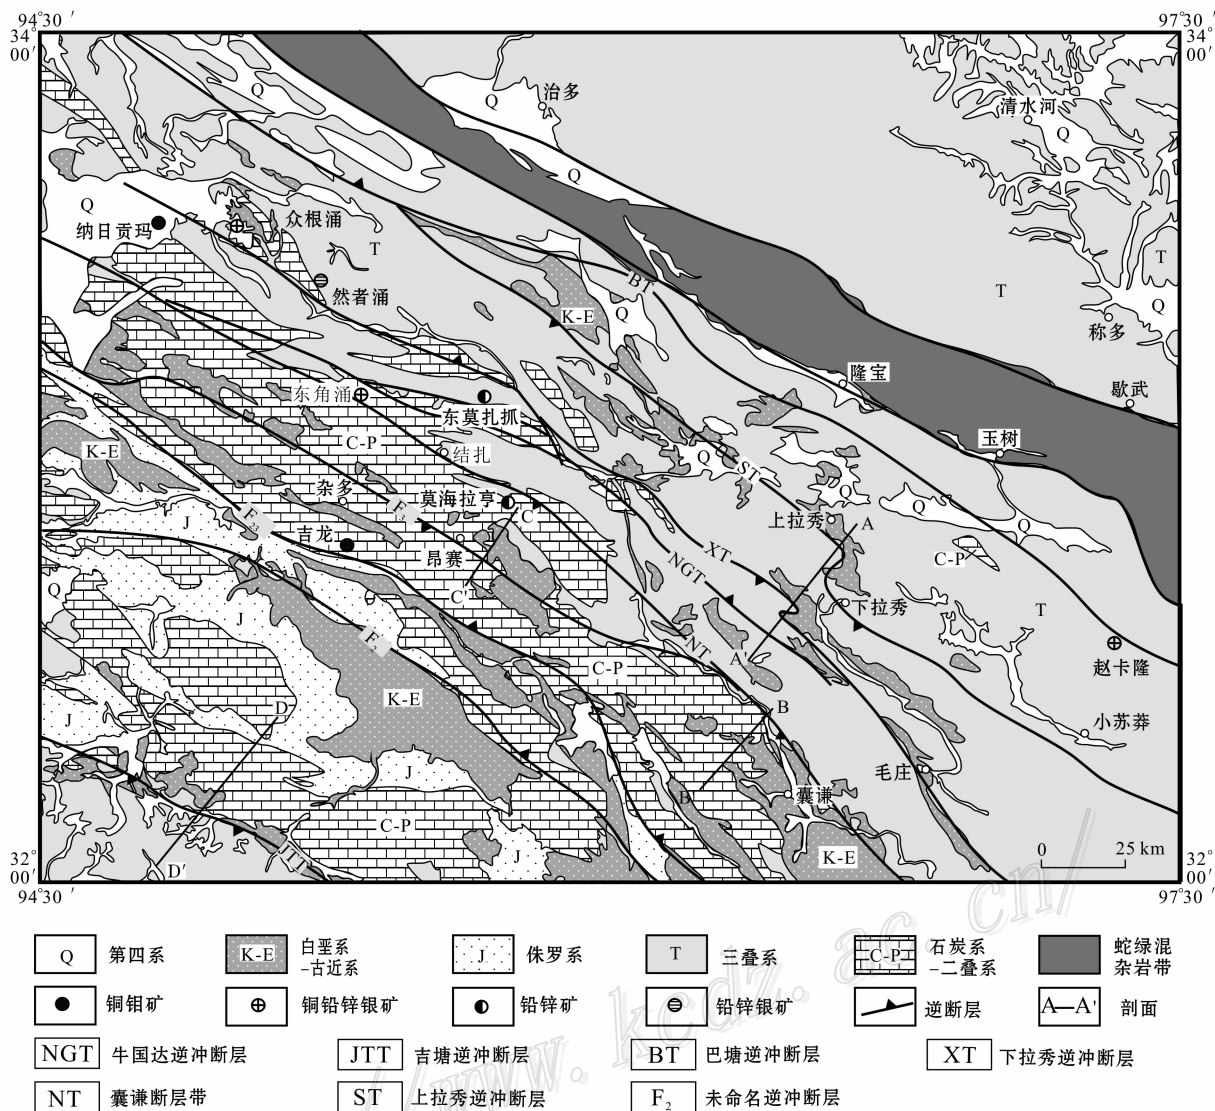 94°30′
97°30′
34°00′
34°00′
Q
治多
Q
清水河
Q
Q
Q
纳日贡玛
众根涌
T
T
然者涌
BT
K-E
Q
T
Q
称多
隆宝
歇武
东角涌
东莫扎抓
玉树
C-P
K-E
结扎
Q
ST
杂多
莫海拉亨
Q
Q
F23
F3
C
上拉秀
A
Q
J
吉龙
昂赛
XT
C-P
NGT
Q
C'
下拉秀
T
J
F2
NT
A'
赵卡隆
C-P
K-E
D
B
J
小苏莽
J
毛庄
B'
囊谦
C-P
JTT
J
K-E
D'
0 25 km
32°00′
32°00′
94°30′
97°30′
Q 第四系
K-E 白垩系-古近系
J 侏罗系
T 三叠系
C-P 石炭系-二叠系
蛇绿混杂岩带
铜钼矿
铜铅锌银矿
铅锌矿
铅锌银矿
逆断层
A—A' 剖面
NGT 牛国达逆冲断层
JTT 吉塘逆冲断层
BT 巴塘逆冲断层
XT 下拉秀逆冲断层
NT 囊谦断层带
ST 上拉秀逆冲断层
F2 未命名逆冲断层
//www.kcdz.ac.cn/